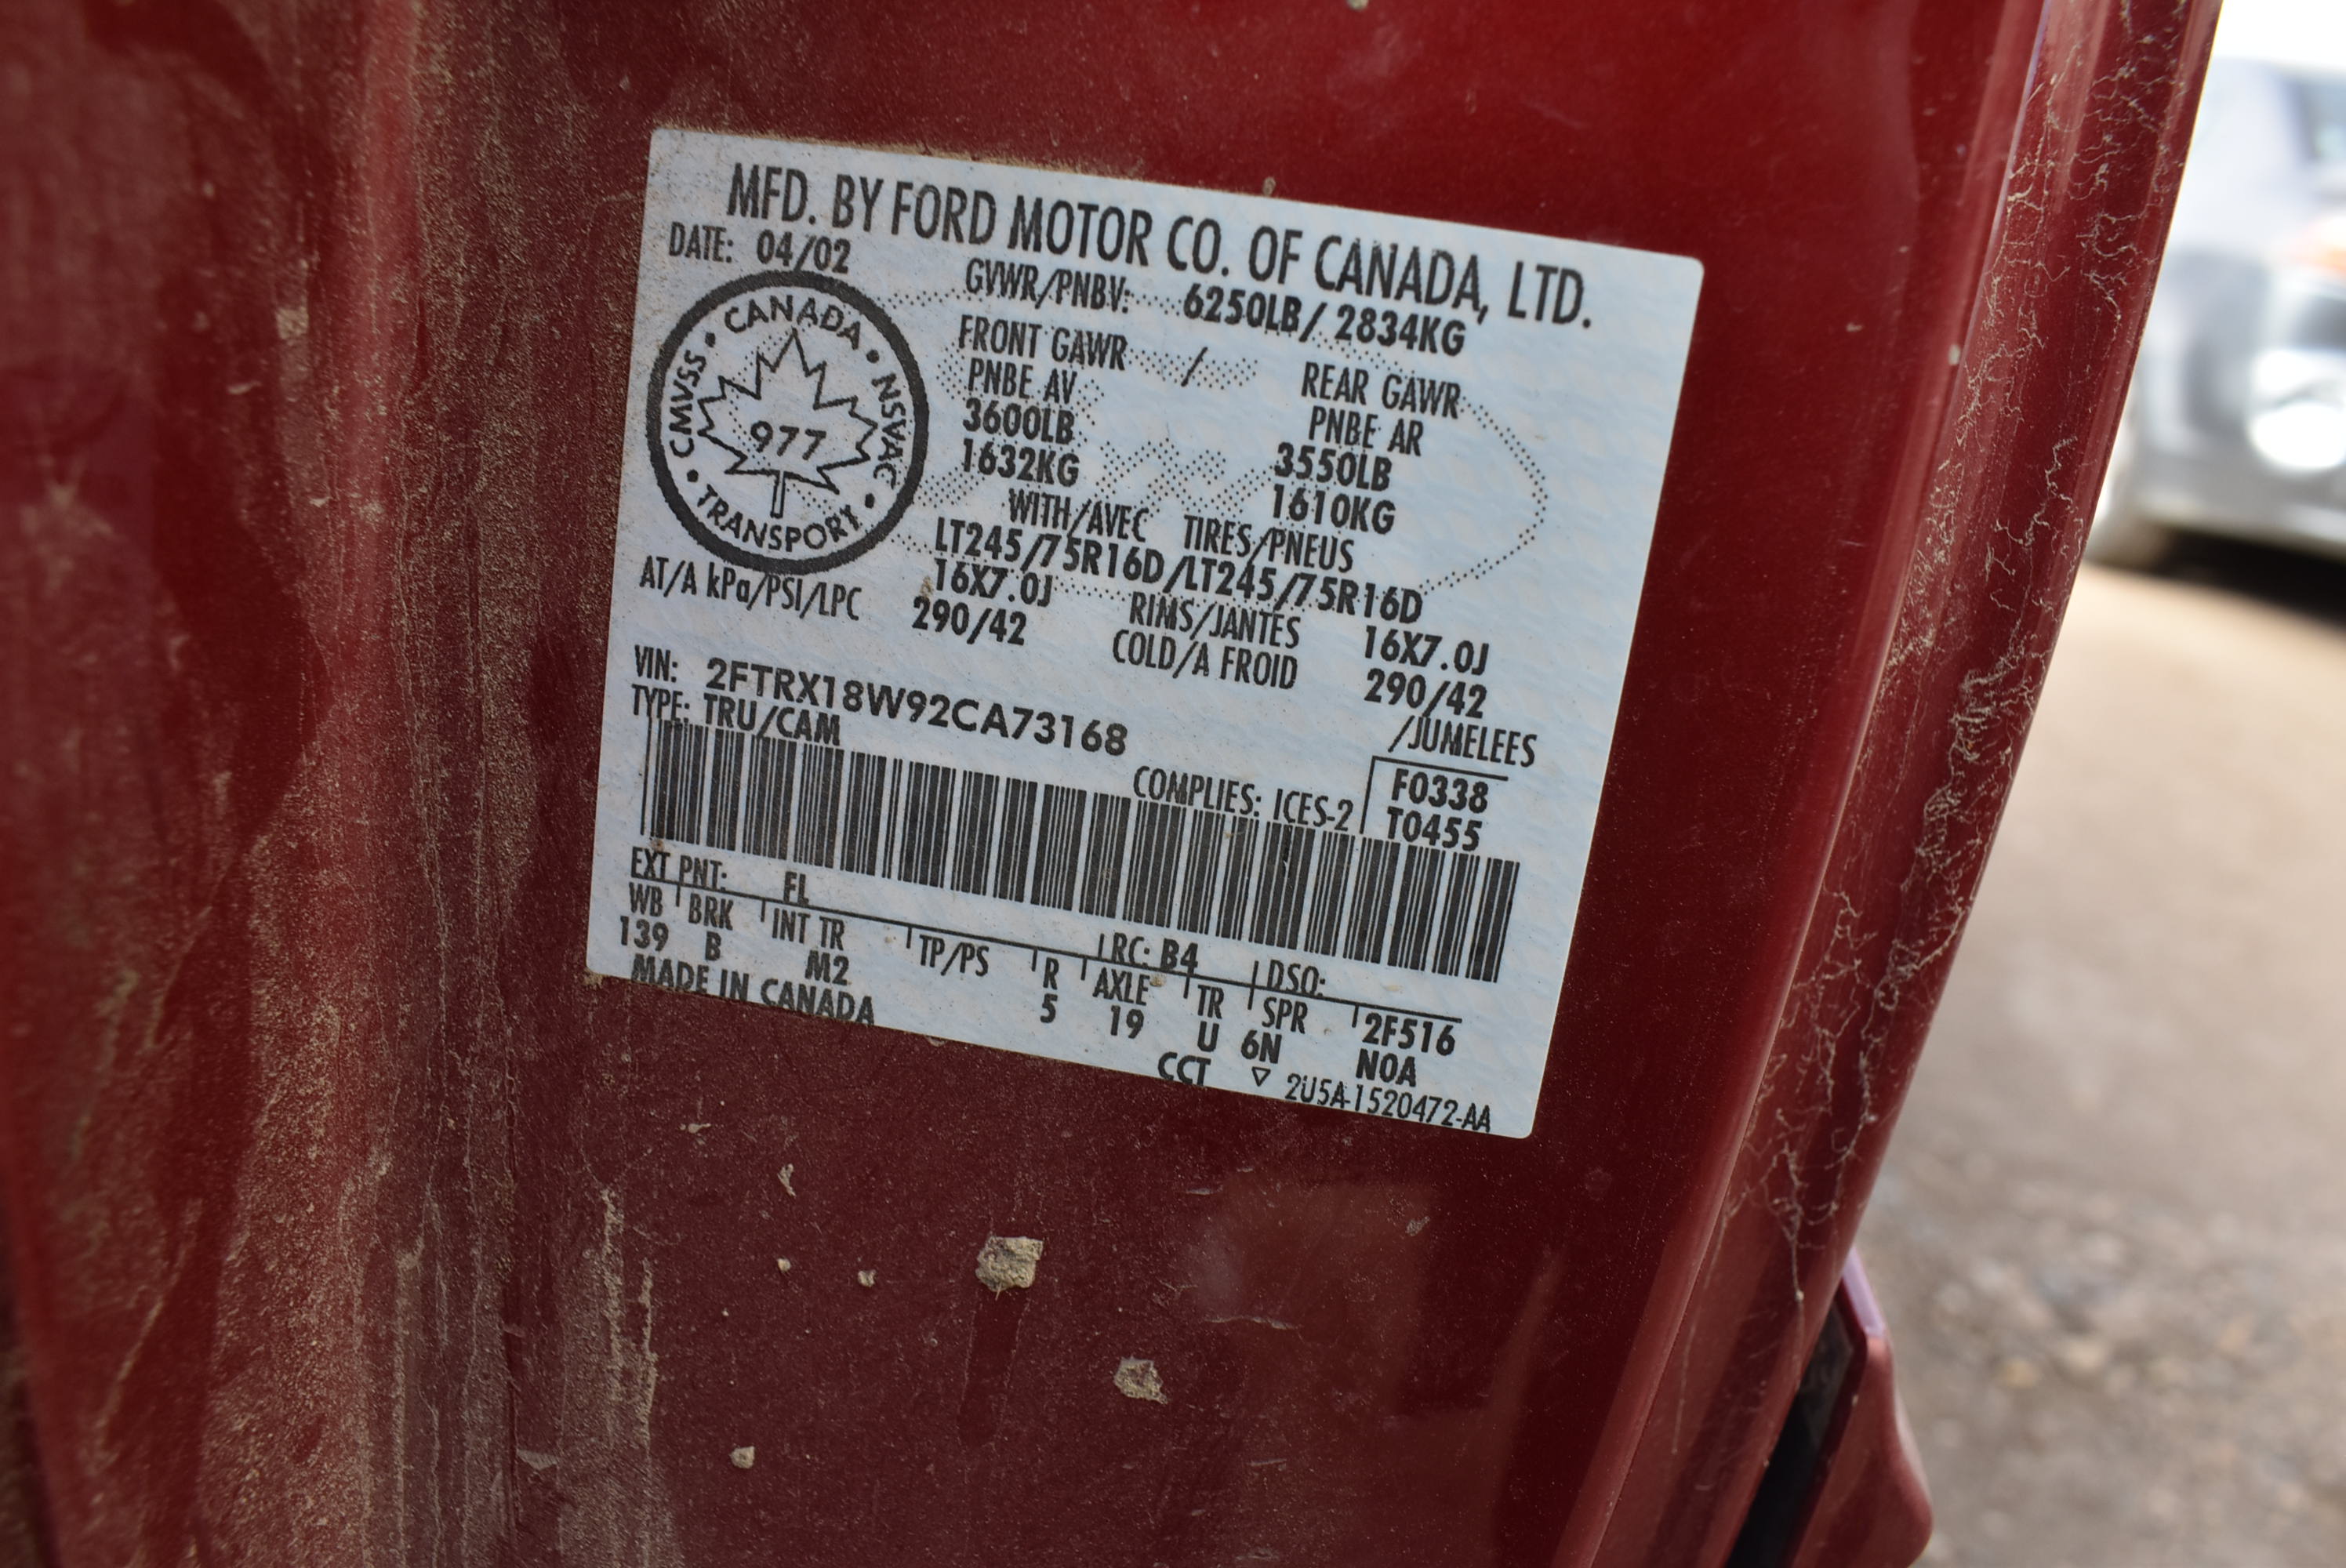 MFD. BY FORD MOTOR CO. OF CANADA, LTD.
DATE: 04/02
GVWR/PNBV: 6250LB/ 2834KG
CANADA • NSVAC • TRANSPORT • CMVSS •
977
FRONT GAWR / REAR GAWR
PNBE AV PNBE AR
3600LB 3550LB
1632KG 1610KG
WITH/AVEC TIRES/PNEUS
LT245/75R16D/LT245/75R16D
16X7.0J RIMS/JANTES 16X7.0J
AT/A kPa/PSI/LPC 290/42 COLD/A FROID 290/42
VIN: 2FTRX18W92CA73168 /JUMELEES
TYPE: TRU/CAM
COMPLIES: ICES-2 F0338
T0455
EXT PNT: FL RC: B4 DSO:
WB BRK INT TR TP/PS R AXLE TR SPR 2F516
139 B M2 5 19 U 6N N0A
MADE IN CANADA
CCT ▽ 2U5A-1520472-AA